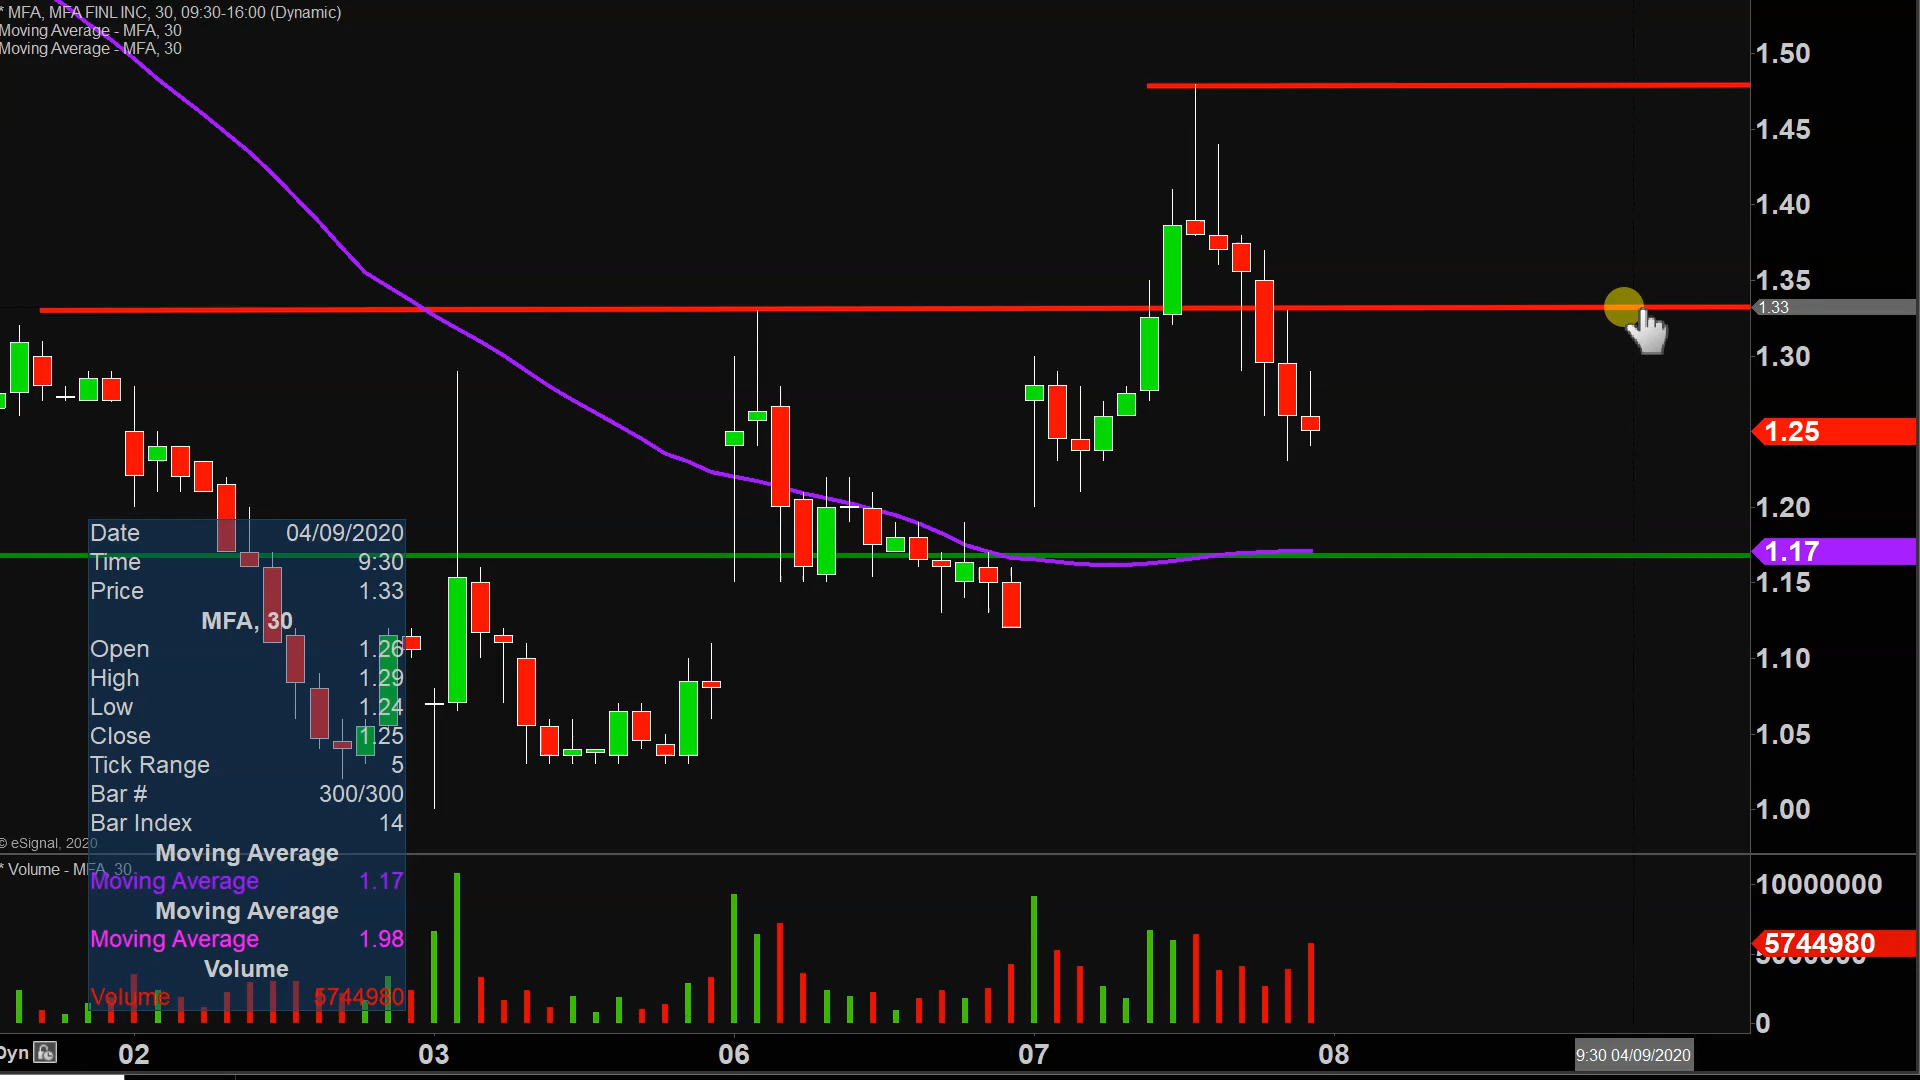 * MFA, MFA FINL INC, 30, 09:30-16:00 (Dynamic)
Moving Average - MFA, 30
Moving Average - MFA, 30
1.50
1.45
1.40
1.35
1.33
1.30
1.25
1.20
1.17
1.15
1.10
1.05
1.00
Date 04/09/2020
Time 9:30
Price 1.33
MFA, 30
Open 1.26
High 1.29
Low 1.24
Close 1.25
Tick Range 5
Bar # 300/300
Bar Index 14
Moving Average
Moving Average 1.17
Moving Average
Moving Average 1.98
Volume
Volume 5744980
© eSignal, 2020
* Volume - MFA, 30
10000000
5744980
5000000
0
Dyn 02 03 06 07 08 9:30 04/09/2020